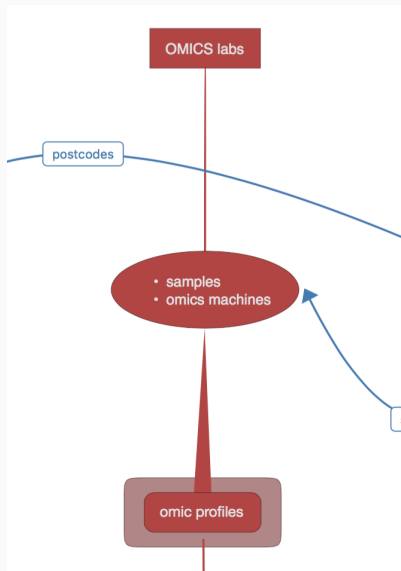 OMICS labs
postcodes
• samples
• omics machines
omic profiles